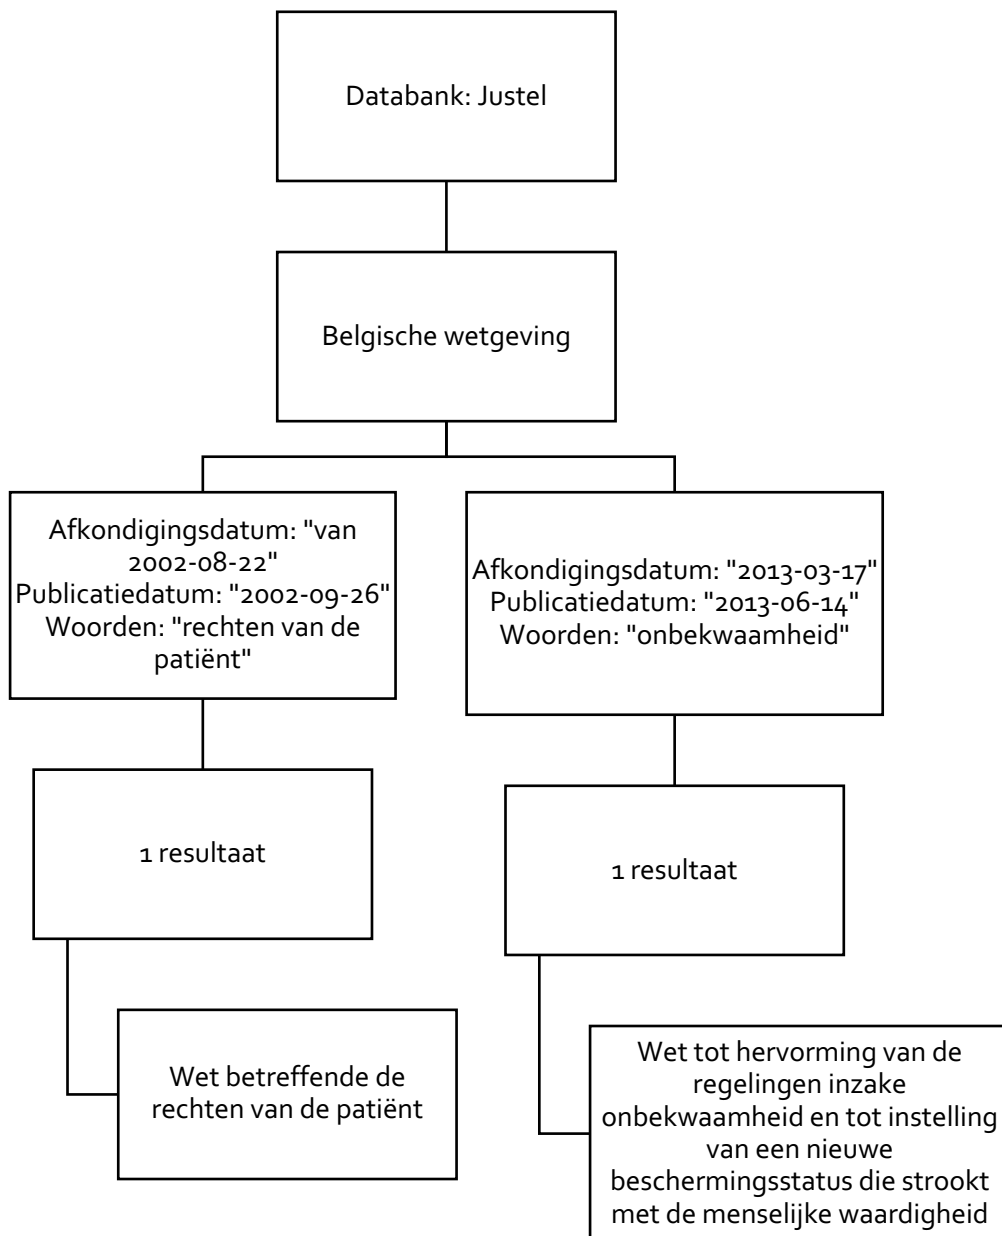 Databank: Justel
Belgische wetgeving
Afkondigingsdatum: "van
2002-08-22"
Publicatiedatum: "2002-09-26"
Woorden: "rechten van de
patiënt"
Afkondigingsdatum: "2013-03-17"
Publicatiedatum: "2013-06-14"
Woorden: "onbekwaamheid"
1 resultaat
1 resultaat
Wet betreffende de
rechten van de patiënt
Wet tot hervorming van de
regelingen inzake
onbekwaamheid en tot instelling
van een nieuwe
beschermingsstatus die strookt
met de menselijke waardigheid